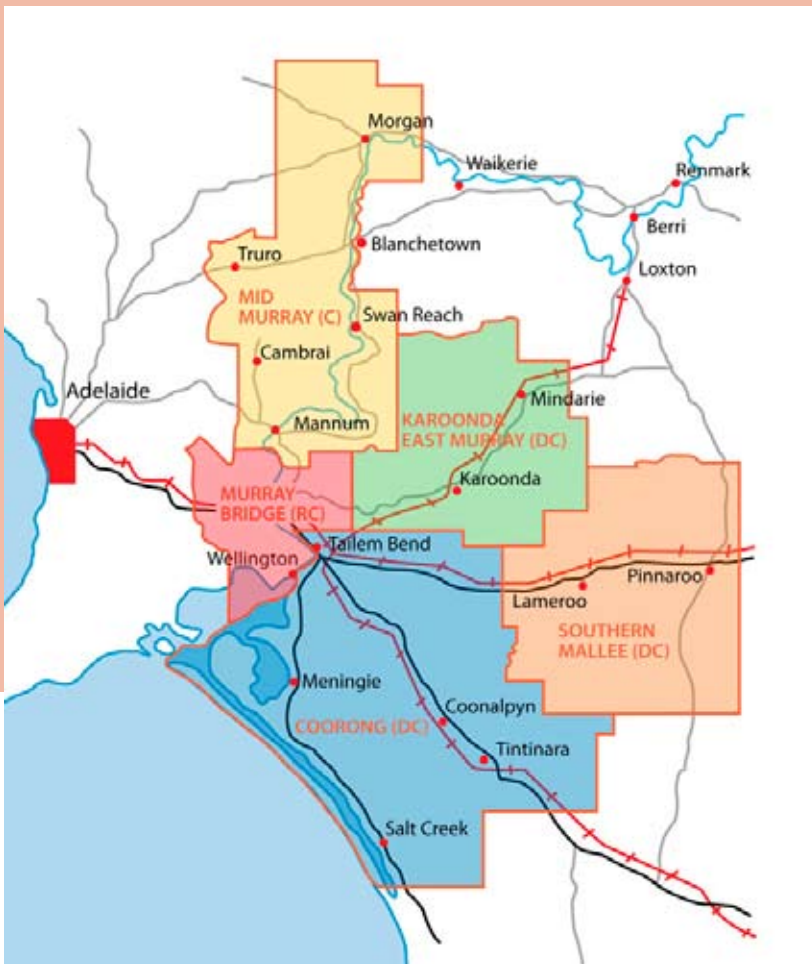 Morgan
Waikerie
Renmark
Berri
Blanchetown
Truro
Loxton
MID
MURRAY (C)
Swan Reach
Cambrai
Adelaide
Mindarie
Mannum
KAROONDA
EAST MURRAY (DC)
Karoonda
MURRAY
BRIDGE (RC)
Tailem Bend
Wellington
Pinnaroo
Lameroo
SOUTHERN
MALLEE (DC)
Meningie
Coonalpyn
COORONG (DC)
Tintinara
Salt Creek